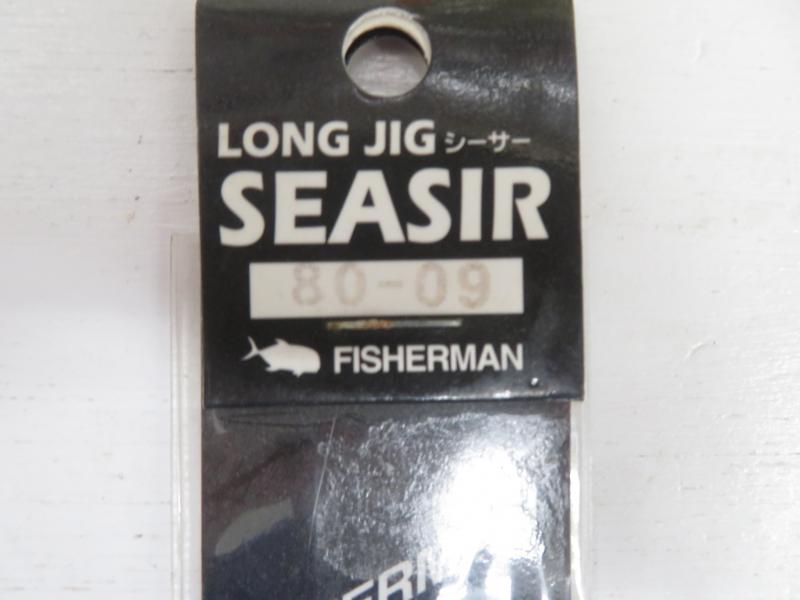 LONG JIG シーサー
SEASIR
80-09
FISHERMAN